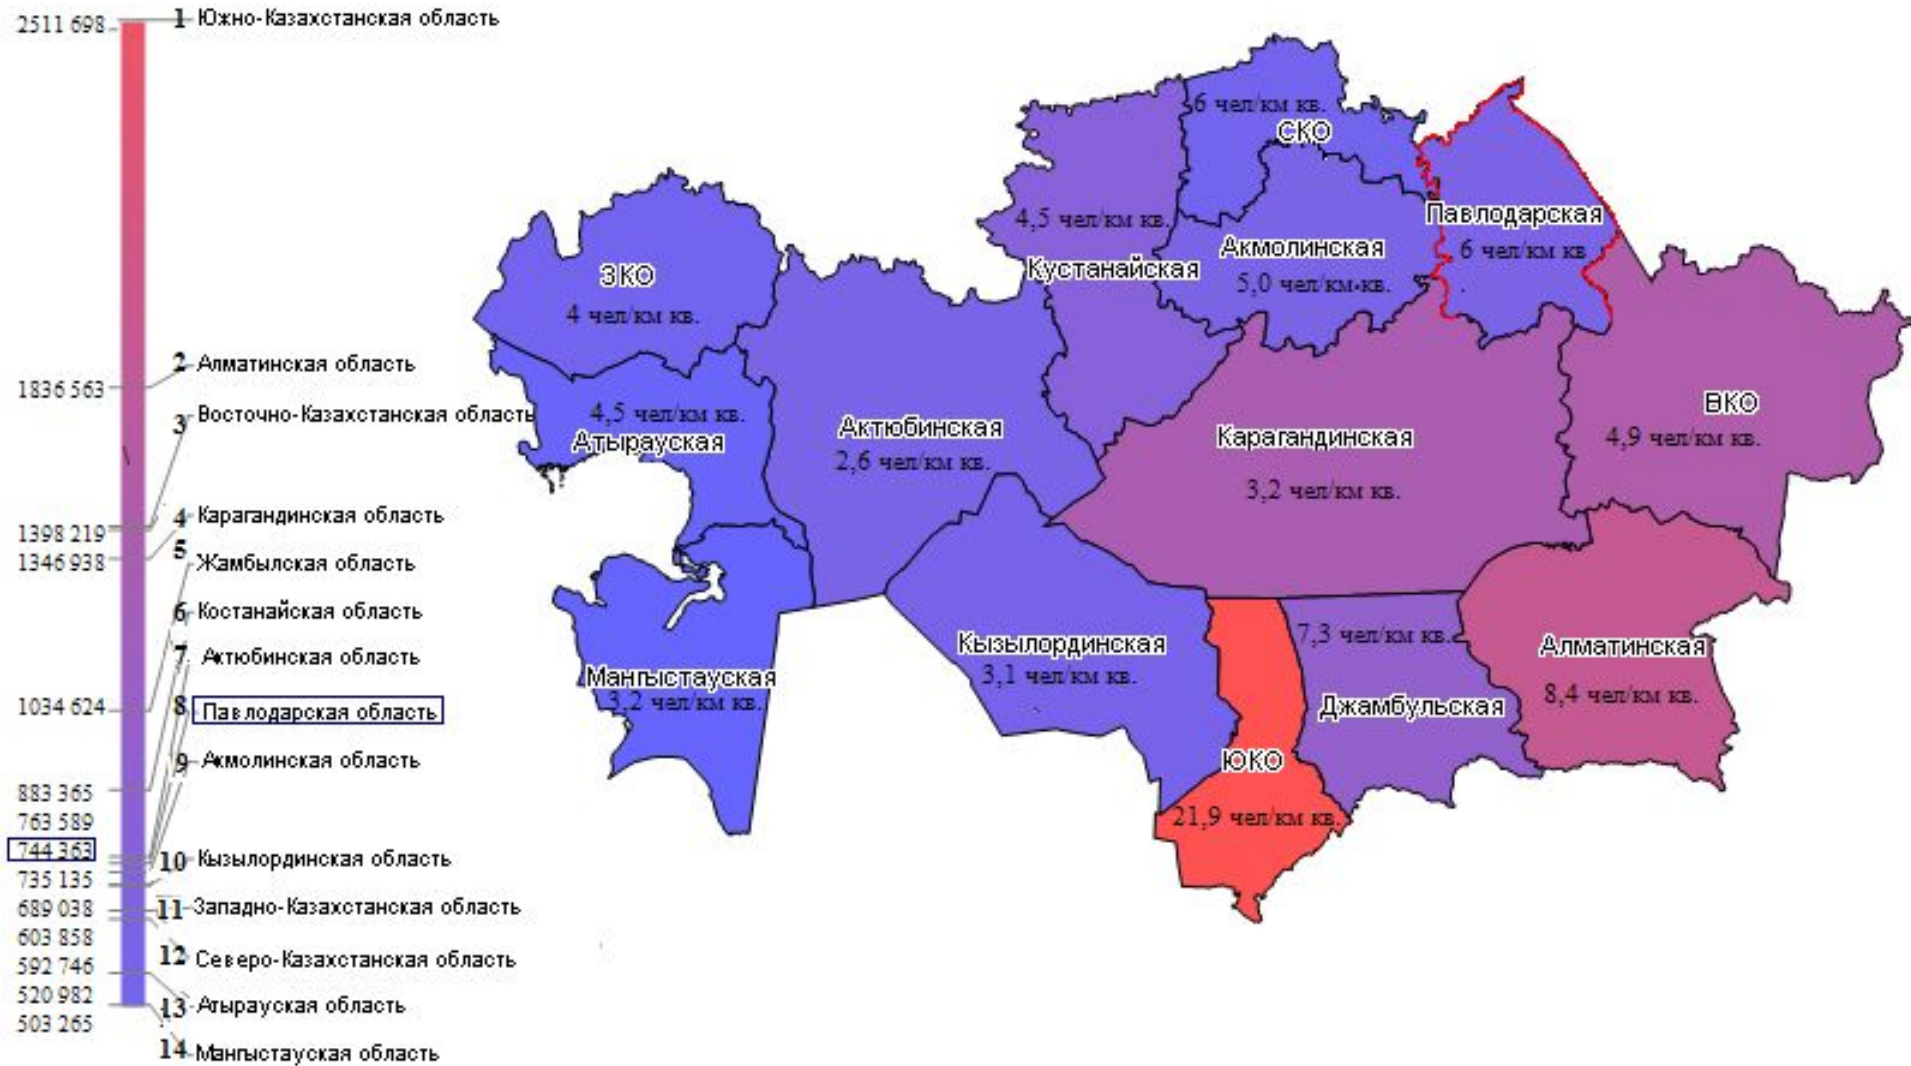 2511 698
1 Южно-Казахстанская область
1836 563
2 Алматинская область
3 Восточно-Казахстанская область
1398 219
4 Карагандинская область
1346 938
5 Жамбылская область
6 Костанайская область
7 Актюбинская область
1034 624
8 Павлодарская область
9 Акмолинская область
883 365
763 589
744 363
10 Кызылординская область
735 135
689 038
11 Западно-Казахстанская область
603 858
12 Северо-Казахстанская область
592 746
520 982
13 Атырауская область
503 265
14 Мангыстауская область
6 чел/км кв.
СКО
4,5 чел/км кв.
Кустанайская
Акмолинская
5,0 чел/км.кв.
Павлодарская
6 чел/км кв.
ЗКО
4 чел/км кв.
4,5 чел/км кв.
Атырауская
Актюбинская
2,6 чел/км кв.
Карагандинская
3,2 чел/км кв.
ВКО
4,9 чел/км кв.
Мангыстауская
3,2 чел/км кв.
Кызылординская
3,1 чел/км кв.
7,3 чел/км кв.
Джамбульская
Алматинская
8,4 чел/км кв.
ЮКО
21,9 чел/км кв.